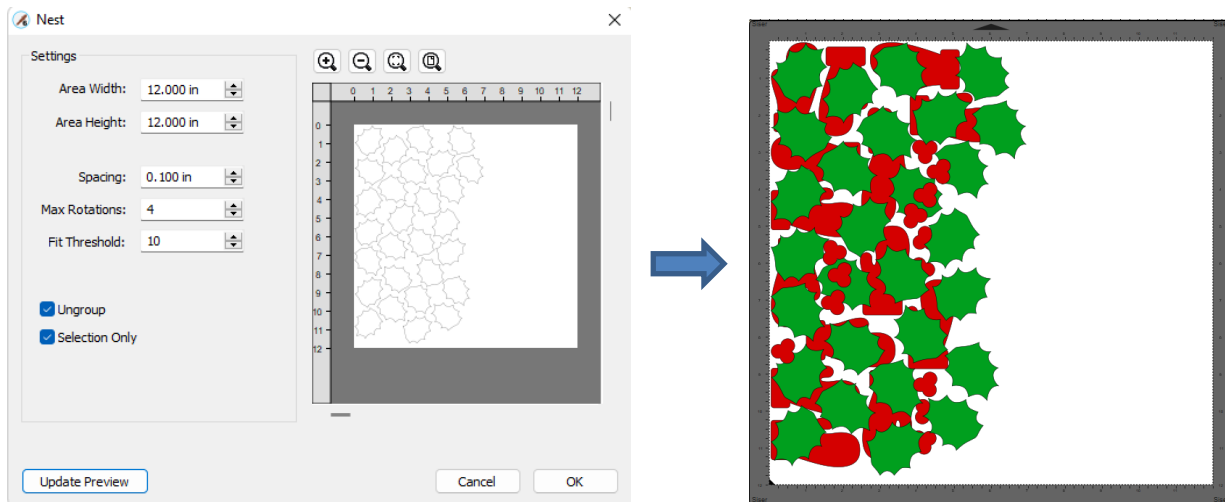 Nest
Settings
Area Width: 12.000 in
Area Height: 12.000 in
Spacing: 0.100 in
Max Rotations: 4
Fit Threshold: 10
Ungroup
Selection Only
0 1 2 3 4 5 6 7 8 9 10 11 12
0
1
2
3
4
5
6
7
8
9
10
11
12
Update Preview
Cancel
OK